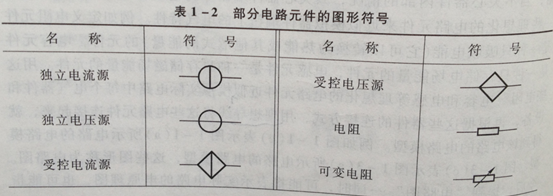 表 1-2 部分电路元件的图形符号
名 称 符 号 名 称 符 号
独立电流源 受控电压源
独立电压源 电阻
受控电流源 可变电阻